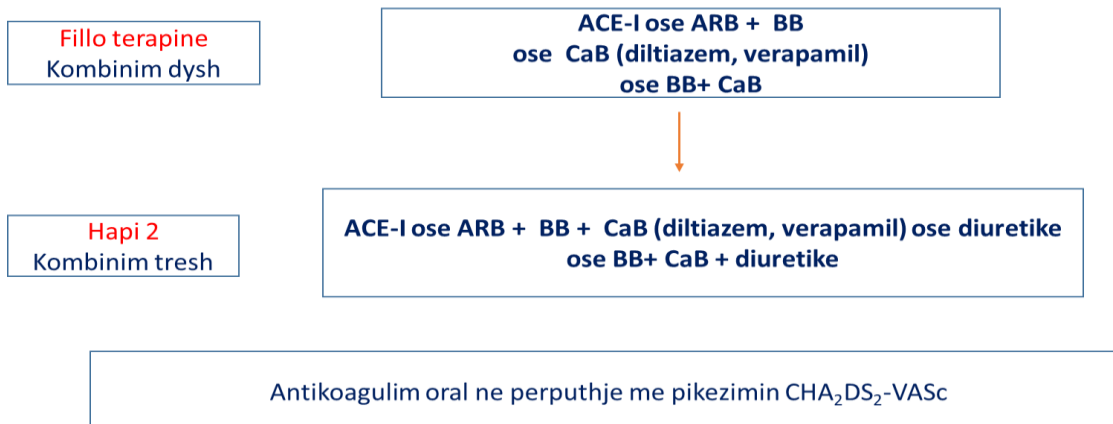 Fillo terapine
Kombinim dysh
ACE-I ose ARB + BB
ose CaB (diltiazem, verapamil)
ose BB+ CaB
Hapi 2
Kombinim tresh
ACE-I ose ARB + BB + CaB (diltiazem, verapamil) ose diuretike
ose BB+ CaB + diuretike
Antikoagulim oral ne perputhje me pikezimin CHA₂DS₂-VASc